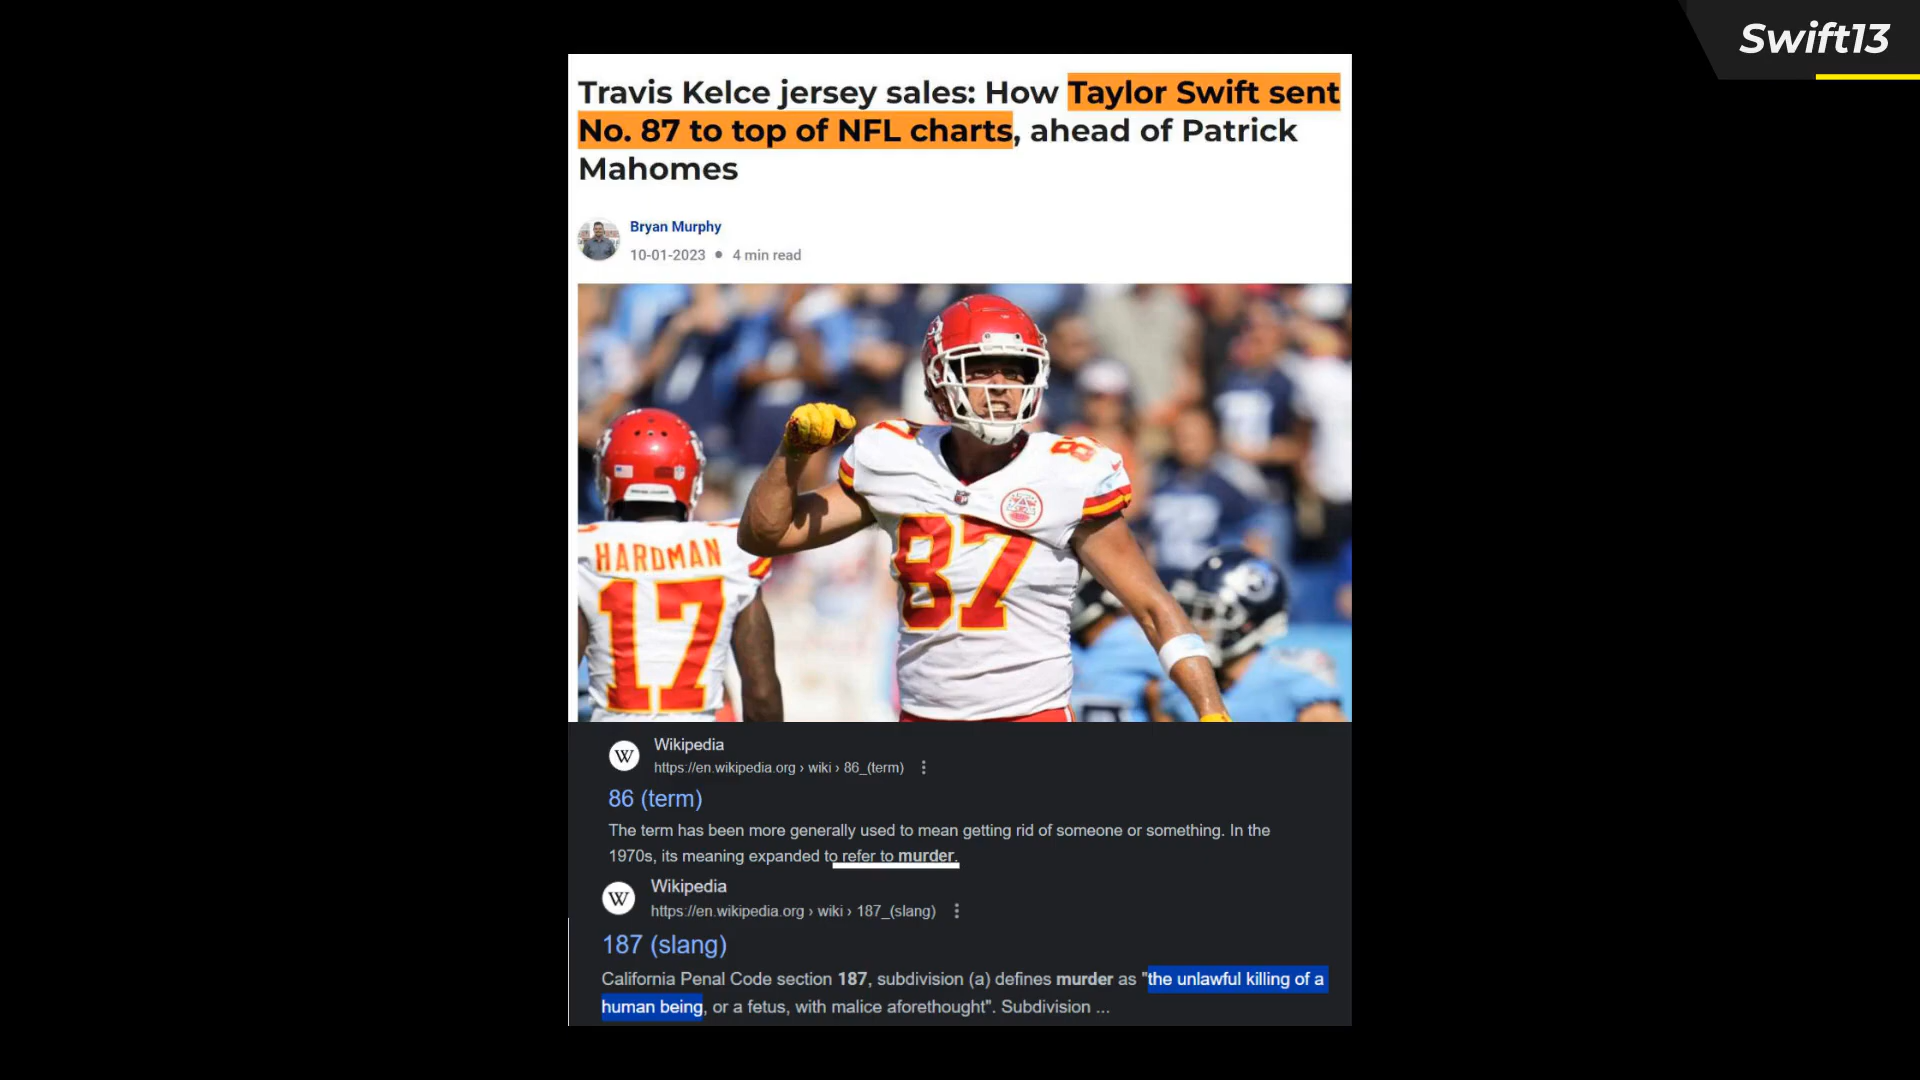 Swift13
Travis Kelce jersey sales: How Taylor Swift sent
No. 87 to top of NFL charts, ahead of Patrick
Mahomes
Bryan Murphy
10-01-2023 • 4 min read
HARDMAN
17
87
87
Wikipedia
https://en.wikipedia.org › wiki › 86_(term)
86 (term)
The term has been more generally used to mean getting rid of someone or something. In the
1970s, its meaning expanded to refer to murder.
Wikipedia
https://en.wikipedia.org › wiki › 187_(slang)
187 (slang)
California Penal Code section 187, subdivision (a) defines murder as "the unlawful killing of a
human being, or a fetus, with malice aforethought". Subdivision ...